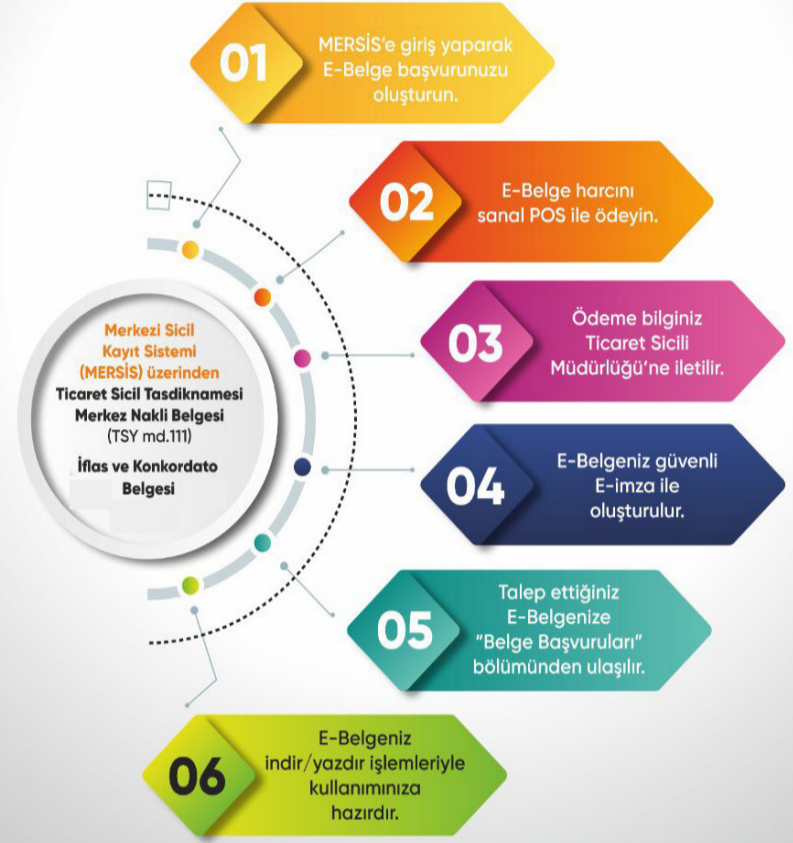 01
MERSİS’e giriş yaparak
E-Belge başvurunuzu
oluşturun.
02
E-Belge harcını
sanal POS ile ödeyin.
03
Ödeme bilginiz
Ticaret Sicili
Müdürlüğü’ne iletilir.
Merkezi Sicil
Kayıt Sistemi
(MERSİS) üzerinden
Ticaret Sicil Tasdiknamesi
Merkez Nakli Belgesi
(TSY md.111)
İflas ve Konkordato
Belgesi
04
E-Belgeniz güvenli
E-imza ile
oluşturulur.
05
Talep ettiğiniz
E-Belgenize
“Belge Başvuruları”
bölümünden ulaşılır.
06
E-Belgeniz
indir/yazdır işlemleriyle
kullanımınıza
hazırdır.